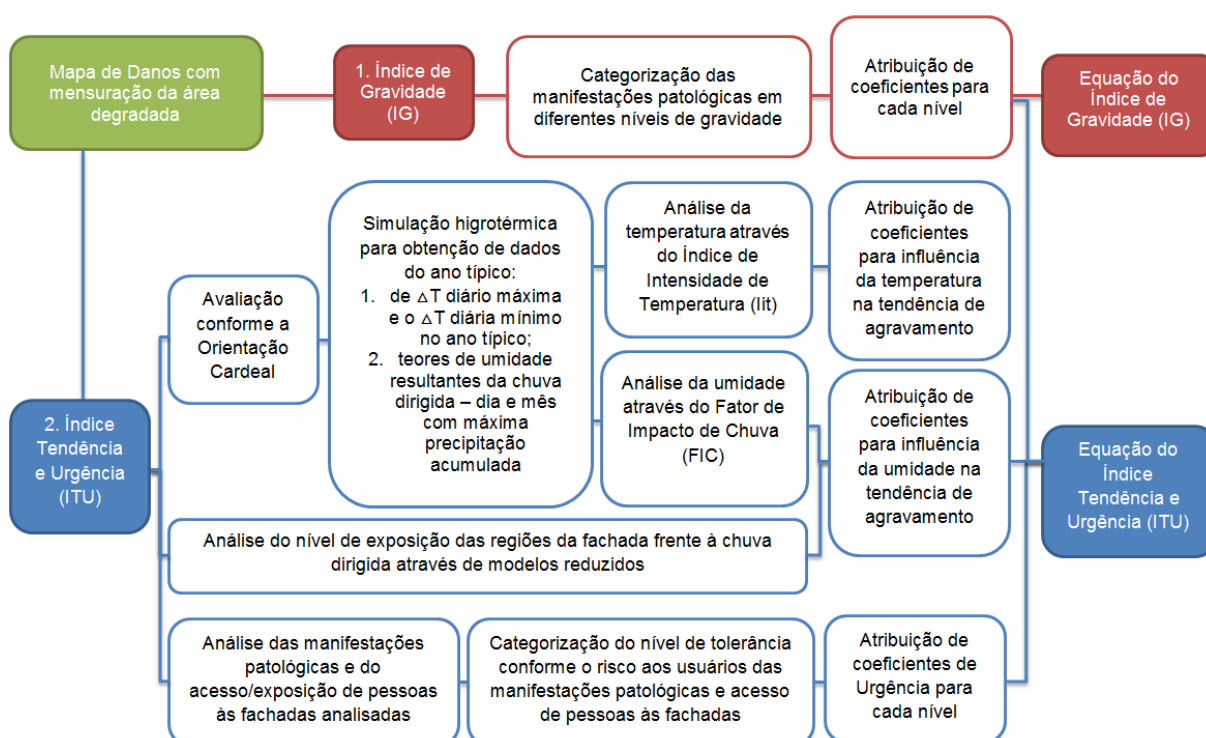 Mapa de Danos com
mensuração da área
degradada
1. Índice de
Gravidade
(IG)
Categorização das
manifestações patológicas em
diferentes níveis de gravidade
Atribuição de
coeficientes para
cada nível
Equação do
Índice de
Gravidade (IG)
2. Índice
Tendência
e Urgência
(ITU)
Avaliação
conforme a
Orientação
Cardeal
Simulação higrotérmica
para obtenção de dados
do ano típico:
1. de △T diário máxima
e o △T diária mínimo
no ano típico;
2. teores de umidade
resultantes da chuva
dirigida – dia e mês
com máxima
precipitação
acumulada
Análise da
temperatura através
do Índice de
Intensidade de
Temperatura (Iit)
Atribuição de
coeficientes
para influência
da temperatura
na tendência de
agravamento
Análise da umidade
através do Fator de
Impacto de Chuva
(FIC)
Atribuição de
coeficientes
para influência
da umidade na
tendência de
agravamento
Equação do
Índice
Tendência e
Urgência (ITU)
Análise do nível de exposição das regiões da fachada frente à chuva
dirigida através de modelos reduzidos
Análise das manifestações
patológicas e do
acesso/exposição de pessoas
às fachadas analisadas
Categorização do nível de tolerância
conforme o risco aos usuários das
manifestações patológicas e acesso
de pessoas às fachadas
Atribuição de
coeficientes de
Urgência para
cada nível